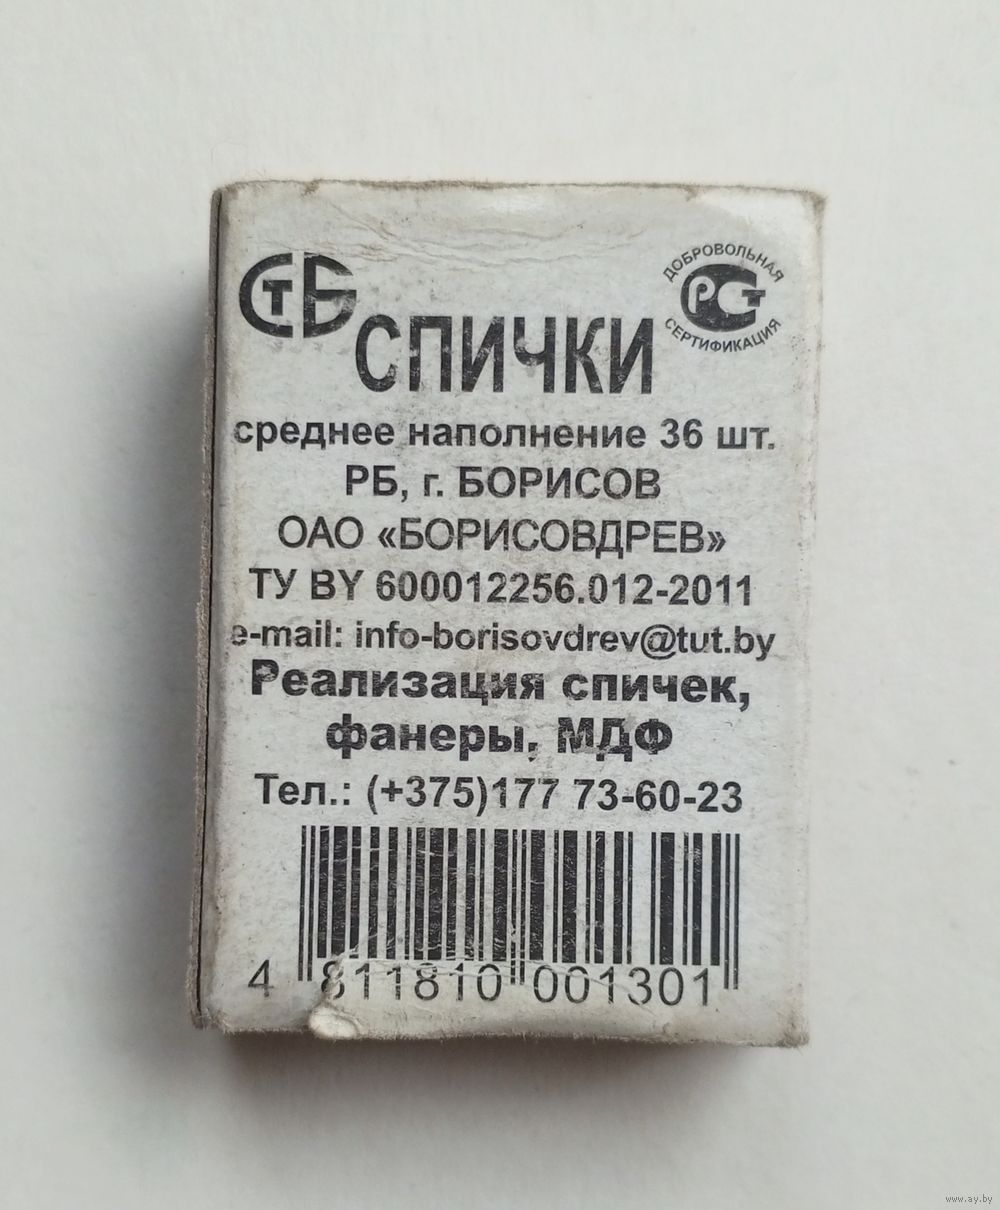 СТБ
ДОБРОВОЛЬНАЯ
РСТ
СЕРТИФИКАЦИЯ
СПИЧКИ
среднее наполнение 36 шт.
РБ, г. БОРИСОВ
ОАО «БОРИСОВДРЕВ»
ТУ BY 600012256.012-2011
e-mail: info-borisovdrev@tut.by
Реализация спичек,
фанеры, МДФ
Тел.: (+375)177 73-60-23
4 811810 001301
www.ay.by